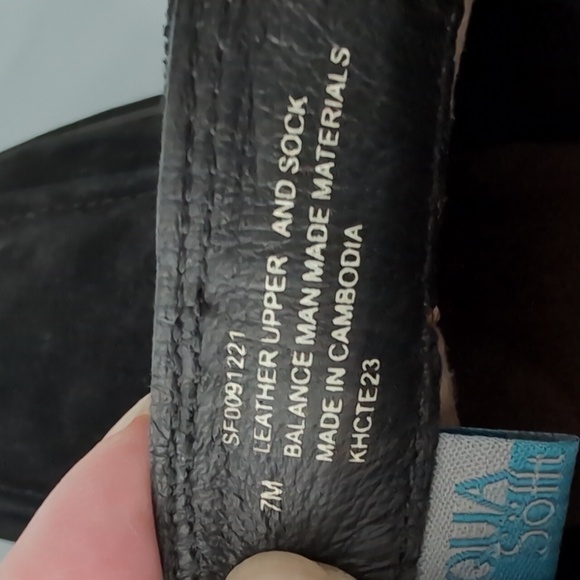 SF0091221
7M LEATHER UPPER AND SOCK
BALANCE MAN MADE MATERIALS
MADE IN CAMBODIA
KHCTE23